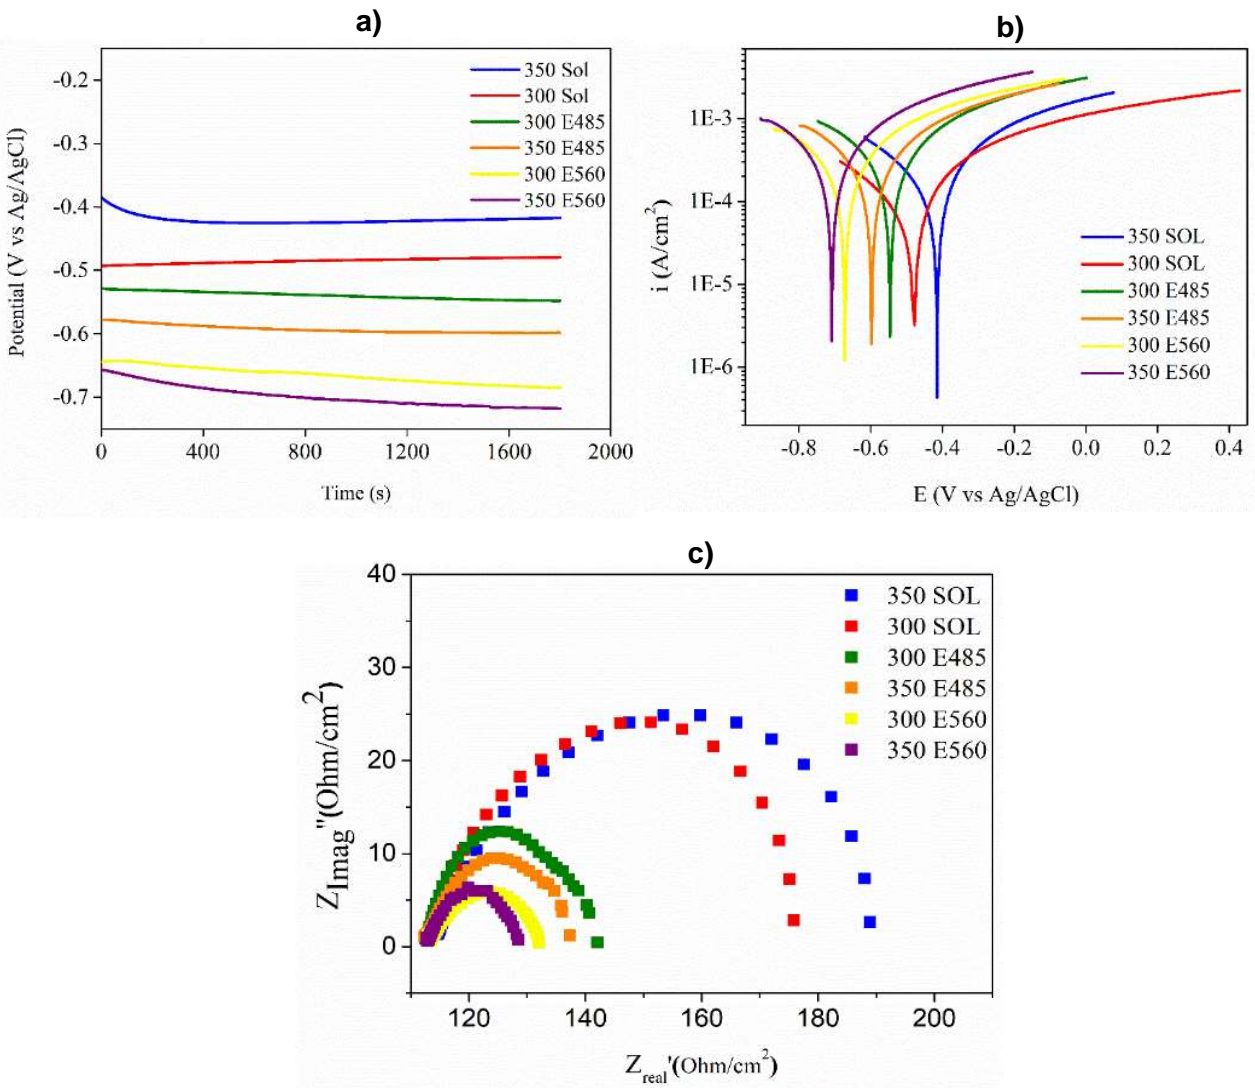 a)
-0.2
-0.3
-0.4
-0.5
-0.6
-0.7
Potential (V vs Ag/AgCl)
350 Sol
300 Sol
300 E485
350 E485
300 E560
350 E560
0 400 800 1200 1600 2000
Time (s)
b)
1E-3
1E-4
1E-5
1E-6
i (A/cm²)
350 SOL
300 SOL
300 E485
350 E485
300 E560
350 E560
-0.8 -0.6 -0.4 -0.2 0.0 0.2 0.4
E (V vs Ag/AgCl)
c)
40
30
20
10
0
Z_Imag"(Ohm/cm²)
350 SOL
300 SOL
300 E485
350 E485
300 E560
350 E560
120 140 160 180 200
Z_real'(Ohm/cm²)